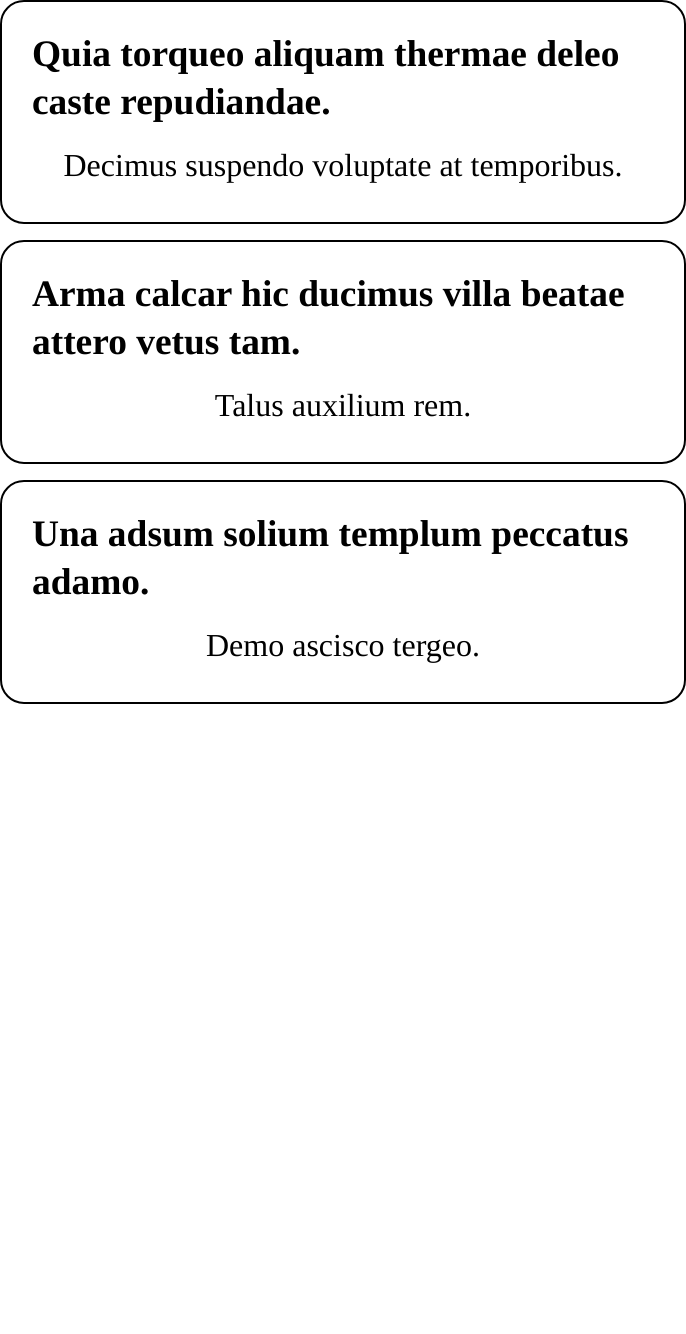 Quia torqueo aliquam thermae deleo
caste repudiandae.
Decimus suspendo voluptate at temporibus.
Arma calcar hic ducimus villa beatae
attero vetus tam.
Talus auxilium rem.
Una adsum solium templum peccatus
adamo.
Demo ascisco tergeo.